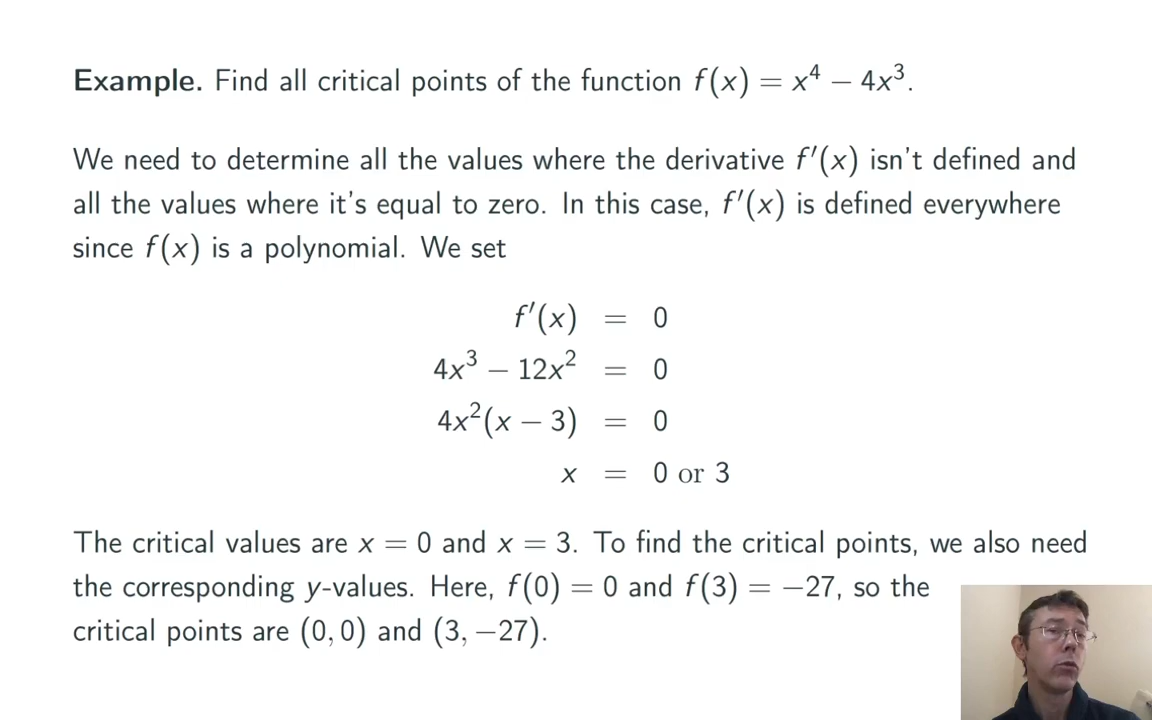 Example. Find all critical points of the function f(x) = x⁴ − 4x³.
We need to determine all the values where the derivative f′(x) isn't defined and
all the values where it's equal to zero. In this case, f′(x) is defined everywhere
since f(x) is a polynomial. We set
f′(x) = 0
4x³ − 12x² = 0
4x²(x − 3) = 0
x = 0 or 3
The critical values are x = 0 and x = 3. To find the critical points, we also need
the corresponding y-values. Here, f(0) = 0 and f(3) = −27, so the
critical points are (0, 0) and (3, −27).